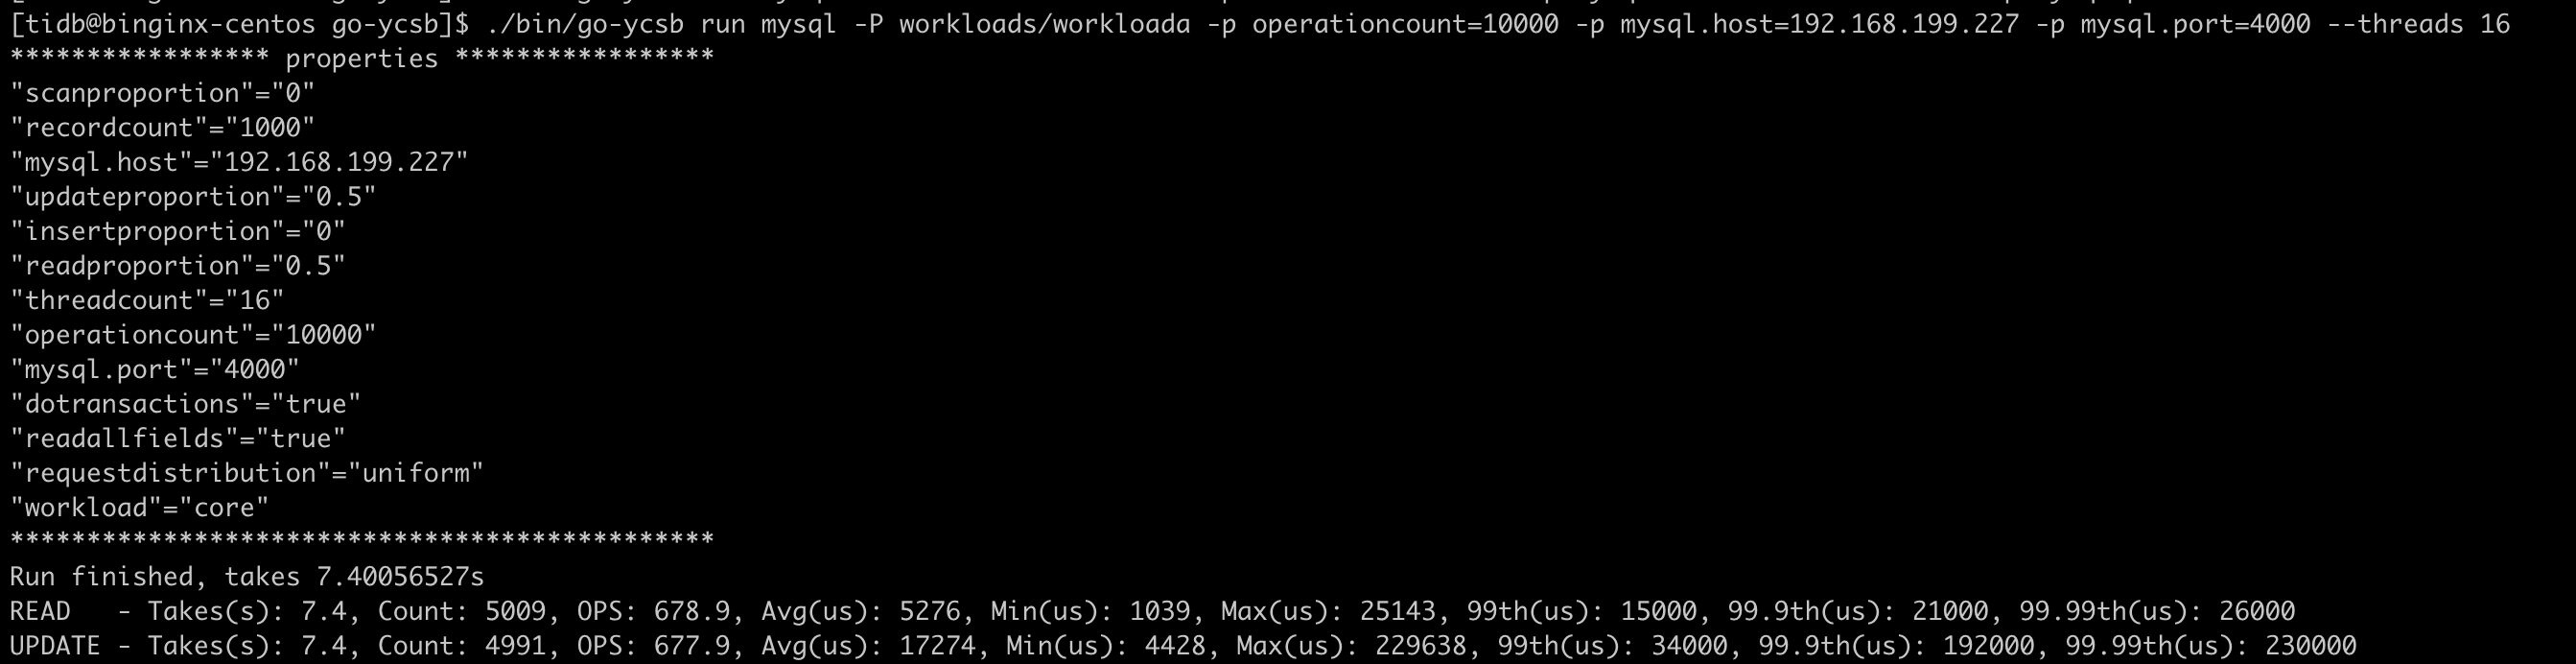 [tidb@binginx-centos go-ycsb]$ ./bin/go-ycsb run mysql -P workloads/workloada -p operationcount=10000 -p mysql.host=192.168.199.227 -p mysql.port=4000 --threads 16
***************** properties *****************
"scanproportion"="0"
"recordcount"="1000"
"mysql.host"="192.168.199.227"
"updateproportion"="0.5"
"insertproportion"="0"
"readproportion"="0.5"
"threadcount"="16"
"operationcount"="10000"
"mysql.port"="4000"
"dotransactions"="true"
"readallfields"="true"
"requestdistribution"="uniform"
"workload"="core"
**********************************************
Run finished, takes 7.40056527s
READ   - Takes(s): 7.4, Count: 5009, OPS: 678.9, Avg(us): 5276, Min(us): 1039, Max(us): 25143, 99th(us): 15000, 99.9th(us): 21000, 99.99th(us): 26000
UPDATE - Takes(s): 7.4, Count: 4991, OPS: 677.9, Avg(us): 17274, Min(us): 4428, Max(us): 229638, 99th(us): 34000, 99.9th(us): 192000, 99.99th(us): 230000